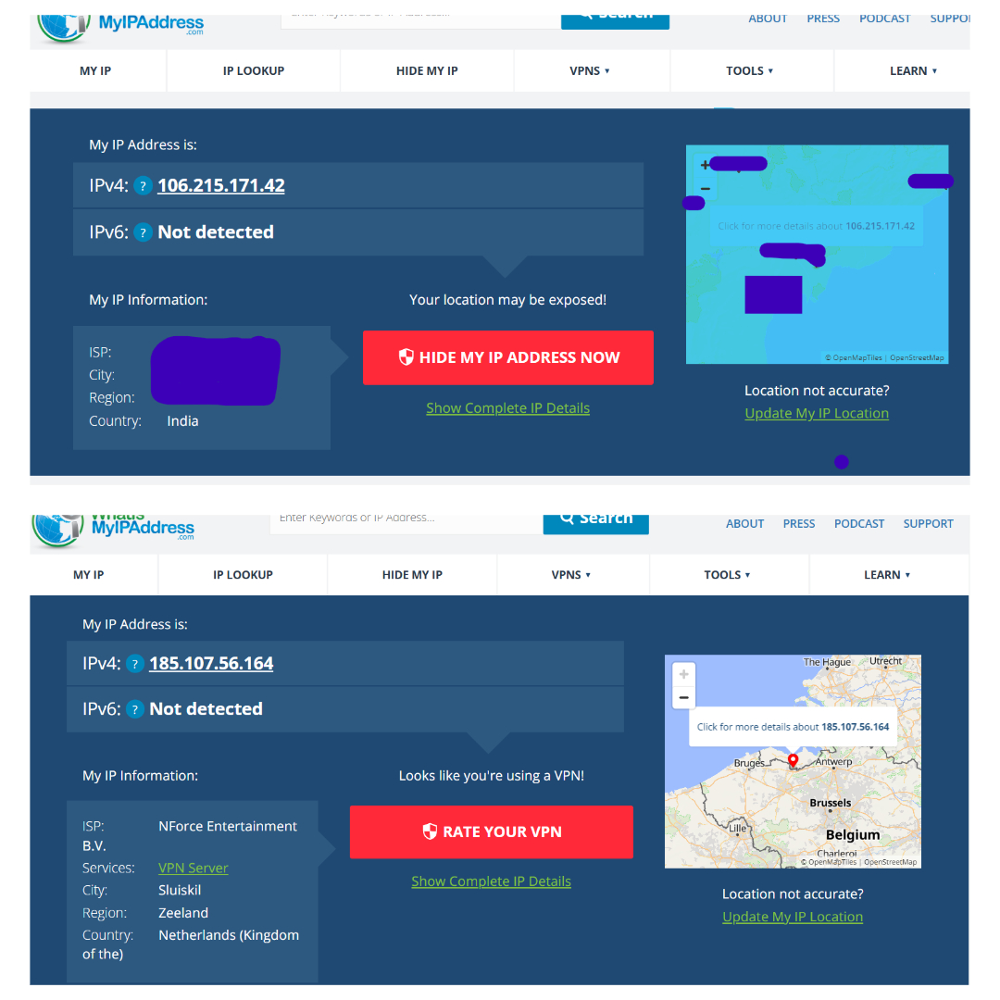 MyIPAddress
.com
Search
ABOUT PRESS PODCAST
MY IP IP LOOKUP HIDE MY IP VPNS ▾ TOOLS ▾ LEARN ▾
My IP Address is:
IPv4: ? 106.215.171.42
IPv6: ? Not detected
+
−
Click for more details about 106.215.171.42
© OpenMapTiles | OpenStreetMap
My IP Information:
Your location may be exposed!
ISP:
City:
Region:
Country: India
HIDE MY IP ADDRESS NOW
Show Complete IP Details
Location not accurate?
Update My IP Location
WhatIs
MyIPAddress
.com
Enter Keywords or IP Address...
Search
ABOUT PRESS PODCAST SUPPORT
MY IP IP LOOKUP HIDE MY IP VPNS ▾ TOOLS ▾ LEARN ▾
My IP Address is:
IPv4: ? 185.107.56.164
IPv6: ? Not detected
The Hague Utrecht
+
−
Click for more details about 185.107.56.164
Bruges Antwerp
Brussels
Lille
Belgium
Charleroi
© OpenMapTiles | OpenStreetMap
My IP Information:
Looks like you're using a VPN!
ISP: NForce Entertainment
B.V.
Services: VPN Server
City: Sluiskil
Region: Zeeland
Country: Netherlands (Kingdom
of the)
RATE YOUR VPN
Show Complete IP Details
Location not accurate?
Update My IP Location